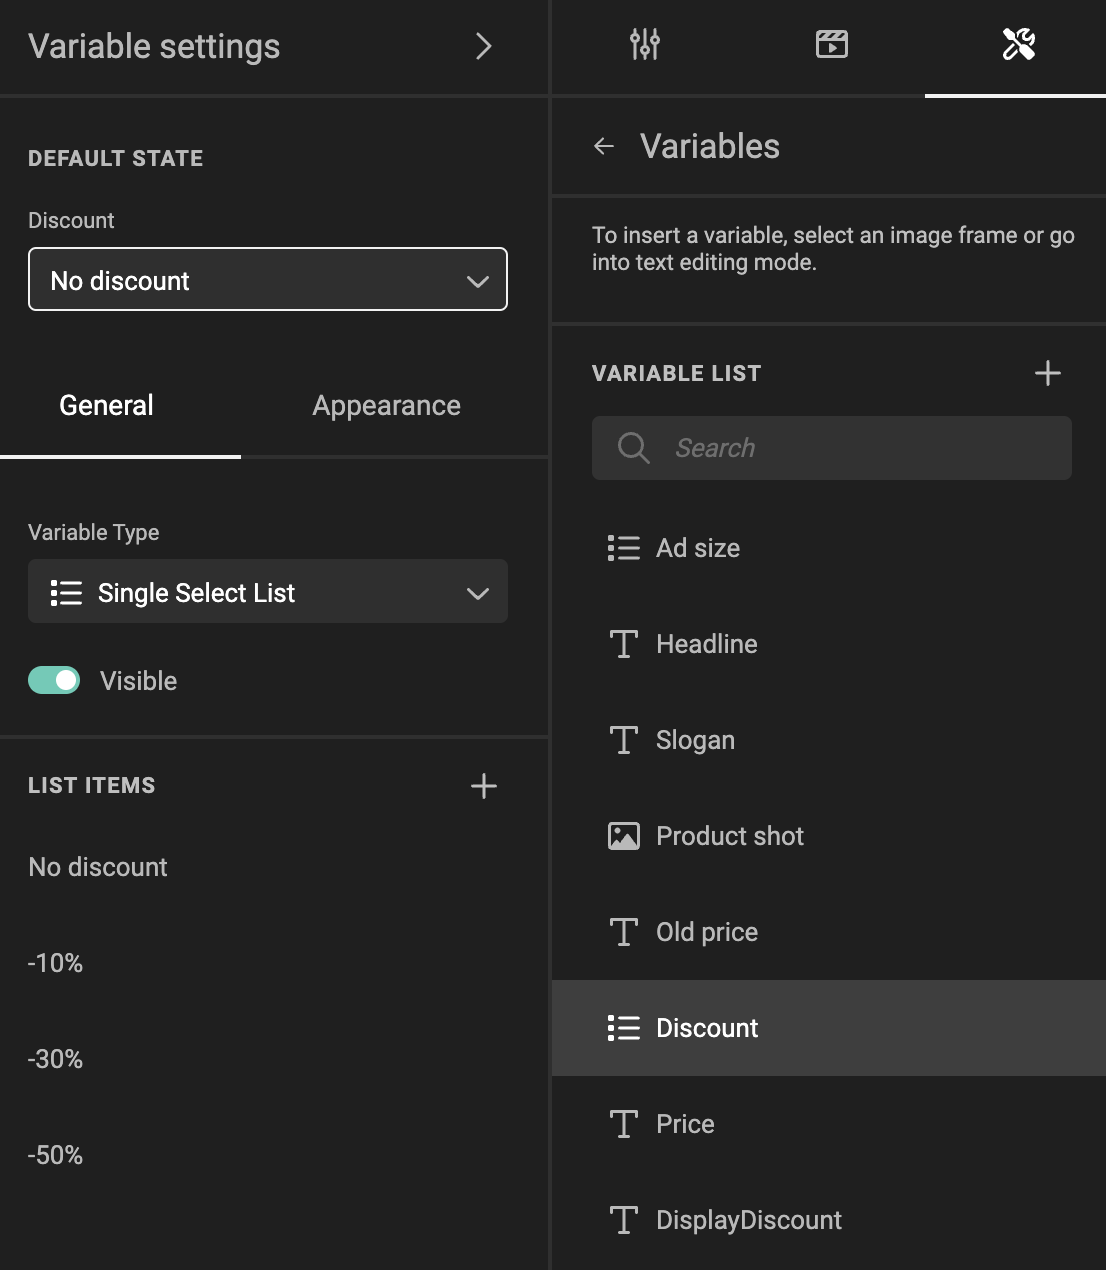 Variable settings
DEFAULT STATE
Discount
No discount
General
Appearance
Variable Type
Single Select List
Visible
LIST ITEMS
No discount
-10%
-30%
-50%
Variables
To insert a variable, select an image frame or go
into text editing mode.
VARIABLE LIST
Search
Ad size
Headline
Slogan
Product shot
Old price
Discount
Price
DisplayDiscount